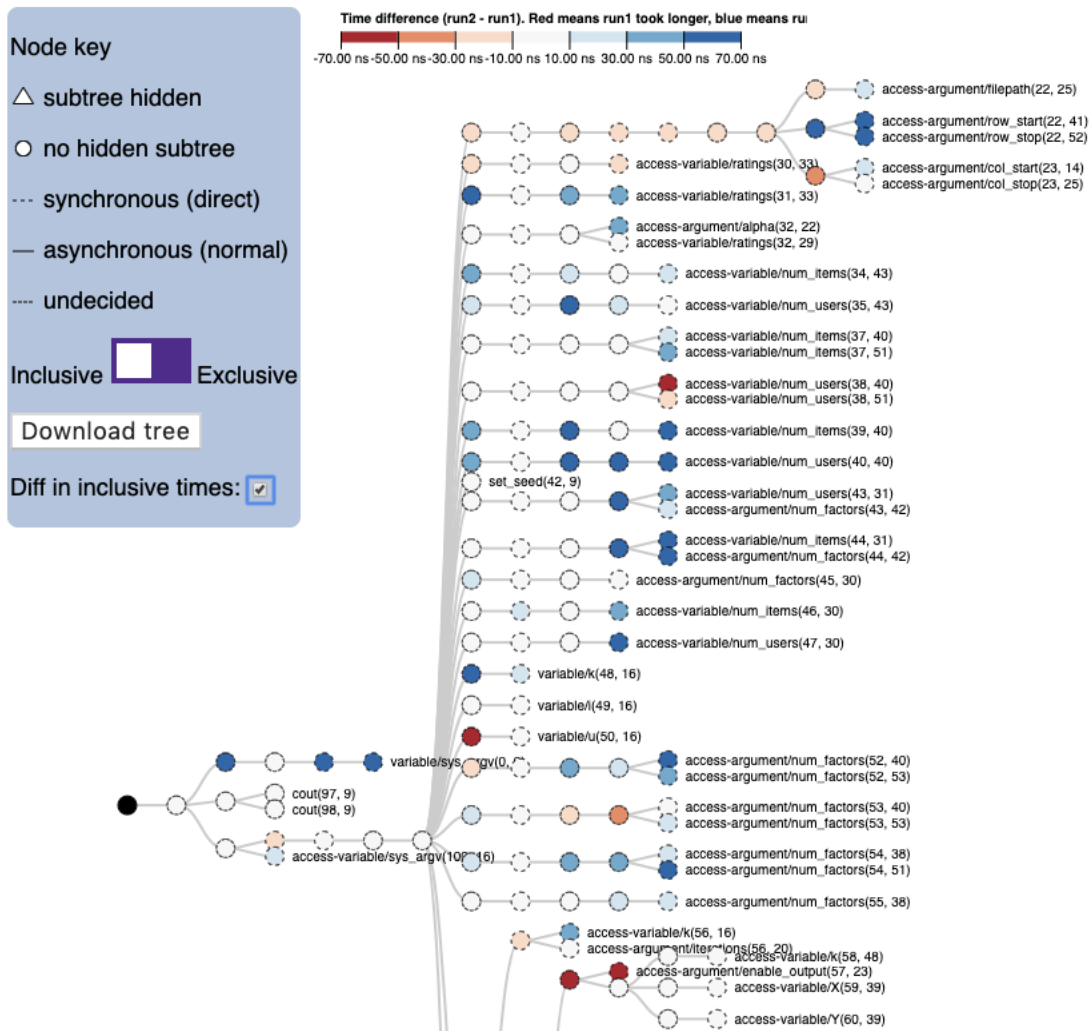 Time difference (run2 - run1). Red means run1 took longer, blue means ru
-70.00 ns -50.00 ns -30.00 ns -10.00 ns 10.00 ns 30.00 ns 50.00 ns 70.00 ns
Node key
subtree hidden
no hidden subtree
synchronous (direct)
asynchronous (normal)
undecided
Inclusive Exclusive
Download tree
Diff in inclusive times:
access-argument/filepath(22, 25)
access-argument/row_start(22, 41)
access-argument/row_stop(22, 52)
access-argument/col_start(23, 14)
access-argument/col_stop(23, 25)
access-variable/ratings(30, 33)
access-variable/ratings(31, 33)
access-argument/alpha(32, 22)
access-variable/ratings(32, 29)
access-variable/num_items(34, 43)
access-variable/num_users(35, 43)
access-variable/num_items(37, 40)
access-variable/num_items(37, 51)
access-variable/num_users(38, 40)
access-variable/num_users(38, 51)
access-variable/num_items(39, 40)
access-variable/num_users(40, 40)
set_seed(42, 9)
access-variable/num_users(43, 31)
access-argument/num_factors(43, 42)
access-variable/num_items(44, 31)
access-argument/num_factors(44, 42)
access-argument/num_factors(45, 30)
access-variable/num_items(46, 30)
access-variable/num_users(47, 30)
variable/k(48, 16)
variable/i(49, 16)
variable/u(50, 16)
variable/sys_argv(0,
access-argument/num_factors(52, 40)
access-argument/num_factors(52, 53)
cout(97, 9)
cout(98, 9)
access-argument/num_factors(53, 40)
access-argument/num_factors(53, 53)
access-variable/sys_argv(
access-argument/num_factors(54, 38)
access-argument/num_factors(54, 51)
access-argument/num_factors(55, 38)
access-variable/k(56, 16)
access-argument/iterations(56, 20)
access-variable/k(58, 48)
access-argument/enable_output(57, 23)
access-variable/X(59, 39)
access-variable/Y(60, 39)